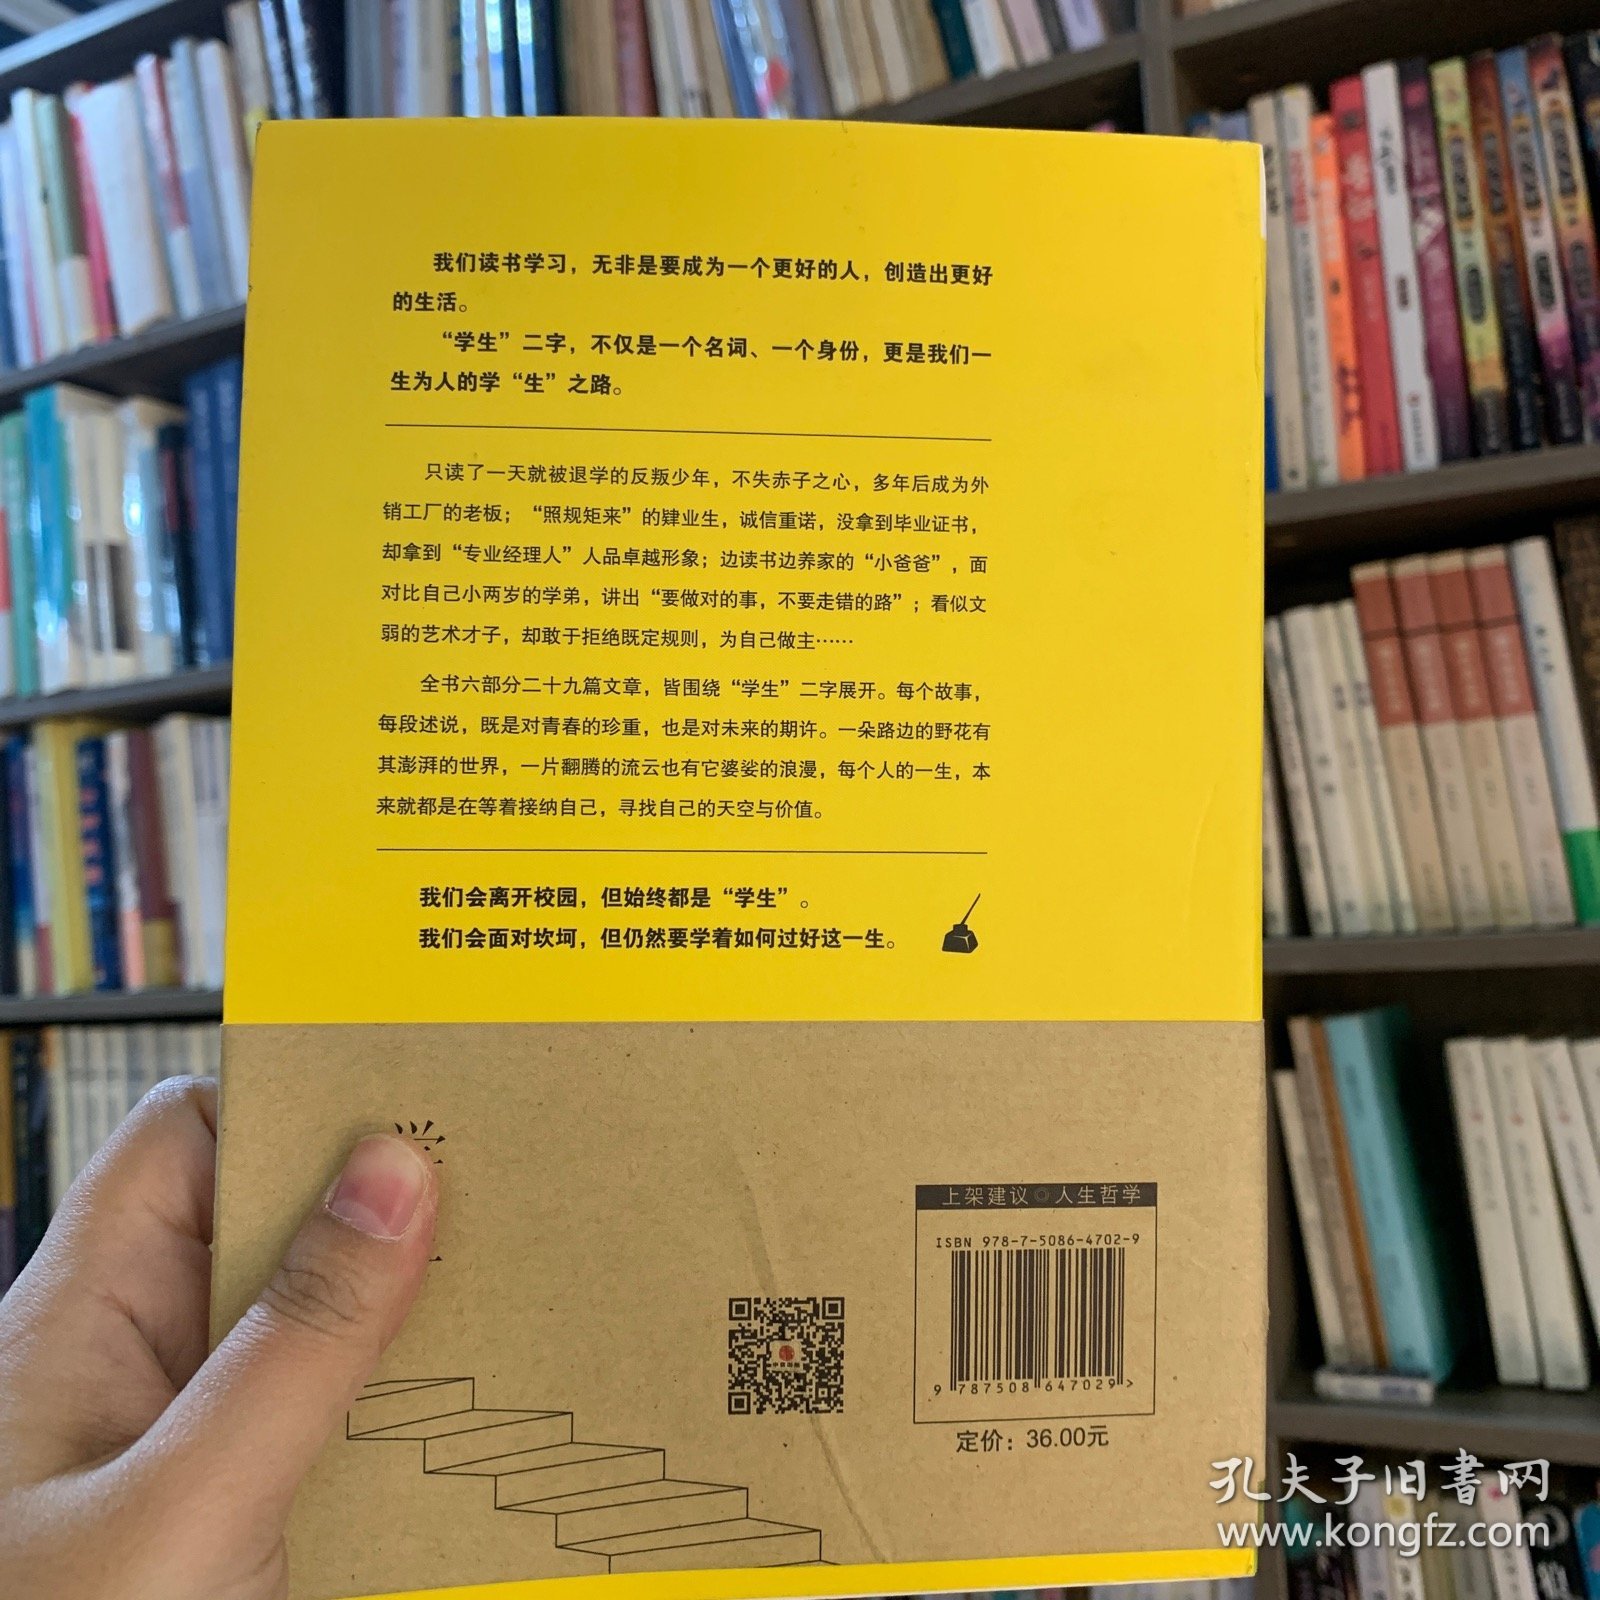 我们读书学习，无非是要成为一个更好的人，创造出更好
的生活。
“学生”二字，不仅是一个名词、一个身份，更是我们一
生为人的学“生”之路。
只读了一天就被退学的反叛少年，不失赤子之心，多年后成为外
销工厂的老板；“照规矩来”的肄业生，诚信重诺，没拿到毕业证书，
却拿到“专业经理人”人品卓越形象；边读书边养家的“小爸爸”，面
对比自己小两岁的学弟，讲出“要做对的事，不要走错的路”；看似文
弱的艺术才子，却敢于拒绝既定规则，为自己做主……
全书六部分二十九篇文章，皆围绕“学生”二字展开。每个故事，
每段述说，既是对青春的珍重，也是对未来的期许。一朵路边的野花有
其澎湃的世界，一片翻腾的流云也有它婆娑的浪漫，每个人的一生，本
来就都是在等着接纳自己，寻找自己的天空与价值。
我们会离开校园，但始终都是“学生”。
我们会面对坎坷，但仍然要学着如何过好这一生。
上架建议◎人生哲学
ISBN 978-7-5086-4702-9
9 787508 647029 >
定价：36.00元
孔夫子旧书网
www.kongfz.com